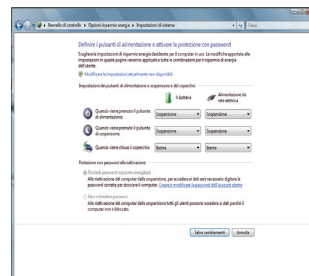 Pannello di controllo ▸ Opzioni risparmio energia ▸ Impostazioni di sistema
Cerca
Definire i pulsanti di alimentazione e attivare la protezione con password
Scegliere le impostazioni di risparmio energia desiderate per il computer in uso. Le modifiche apportate alle
impostazioni in questa pagina verranno applicate a tutte le combinazioni per il risparmio di energia
dell'utente.
Modifica le impostazioni attualmente non disponibili
Impostazioni dei pulsanti di alimentazione e sospensione e del coperchio
A batteria
Alimentazione da
rete elettrica
Quando viene premuto il pulsante
di alimentazione
Sospensione
Sospensione
Quando viene premuto il pulsante
di sospensione
Sospensione
Sospensione
Quando viene chiuso il coperchio
Niente
Niente
Protezione con password alla riattivazione
Richiedi password (opzione consigliata)
Alla riattivazione del computer dalla sospensione, per accedere ai dati sarà necessario digitare la
password corretta per sbloccare il computer. Creare o modificare la password dell'account utente
Non richiedere password
Alla riattivazione del computer dalla sospensione tutti gli utenti possono accedere ai dati perché il
computer non è bloccato.
Salva cambiamenti
Annulla